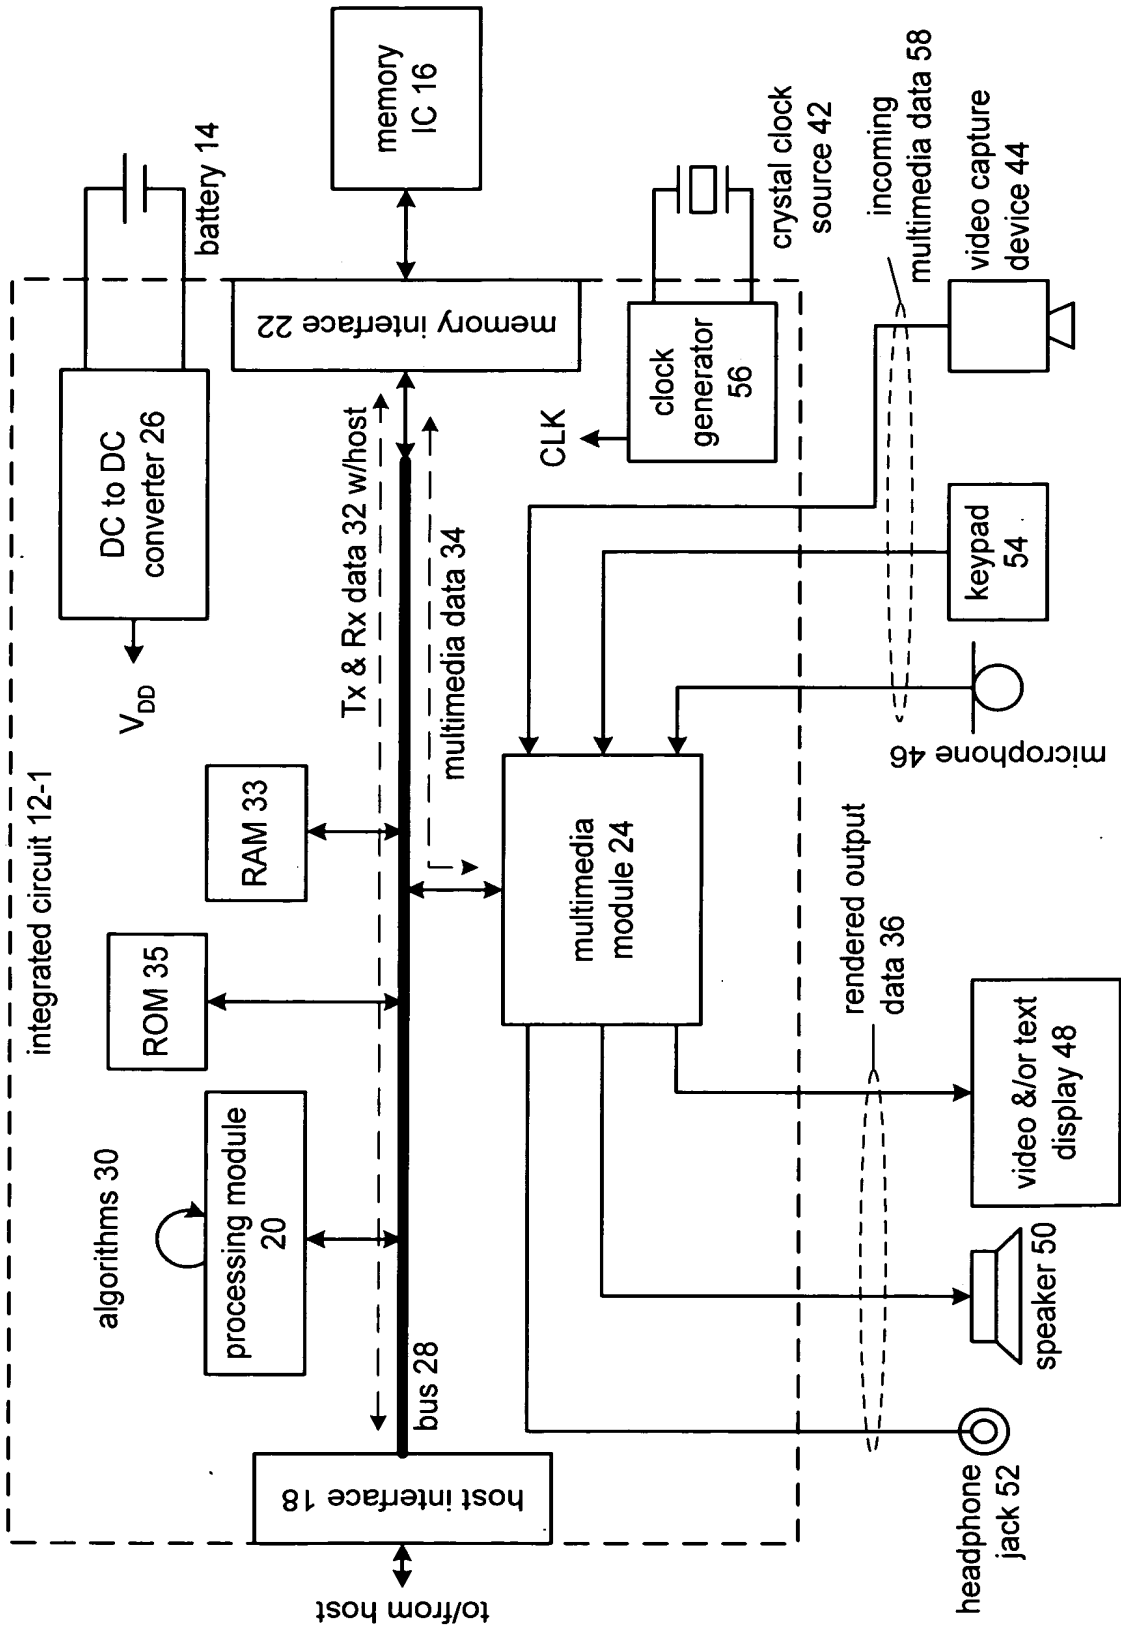 integrated circuit 12-1
DC to DC
converter 26
battery 14
V_DD
algorithms 30
processing module
20
ROM 35
RAM 33
Tx & Rx data 32 w/host
multimedia data 34
to/from host
host interface 18
bus 28
memory interface 22
memory
IC 16
CLK
clock
generator
56
crystal clock
source 42
multimedia
module 24
rendered output
data 36
incoming
multimedia data 58
headphone
jack 52
speaker 50
video &/or text
display 48
microphone 46
keypad
54
video capture
device 44